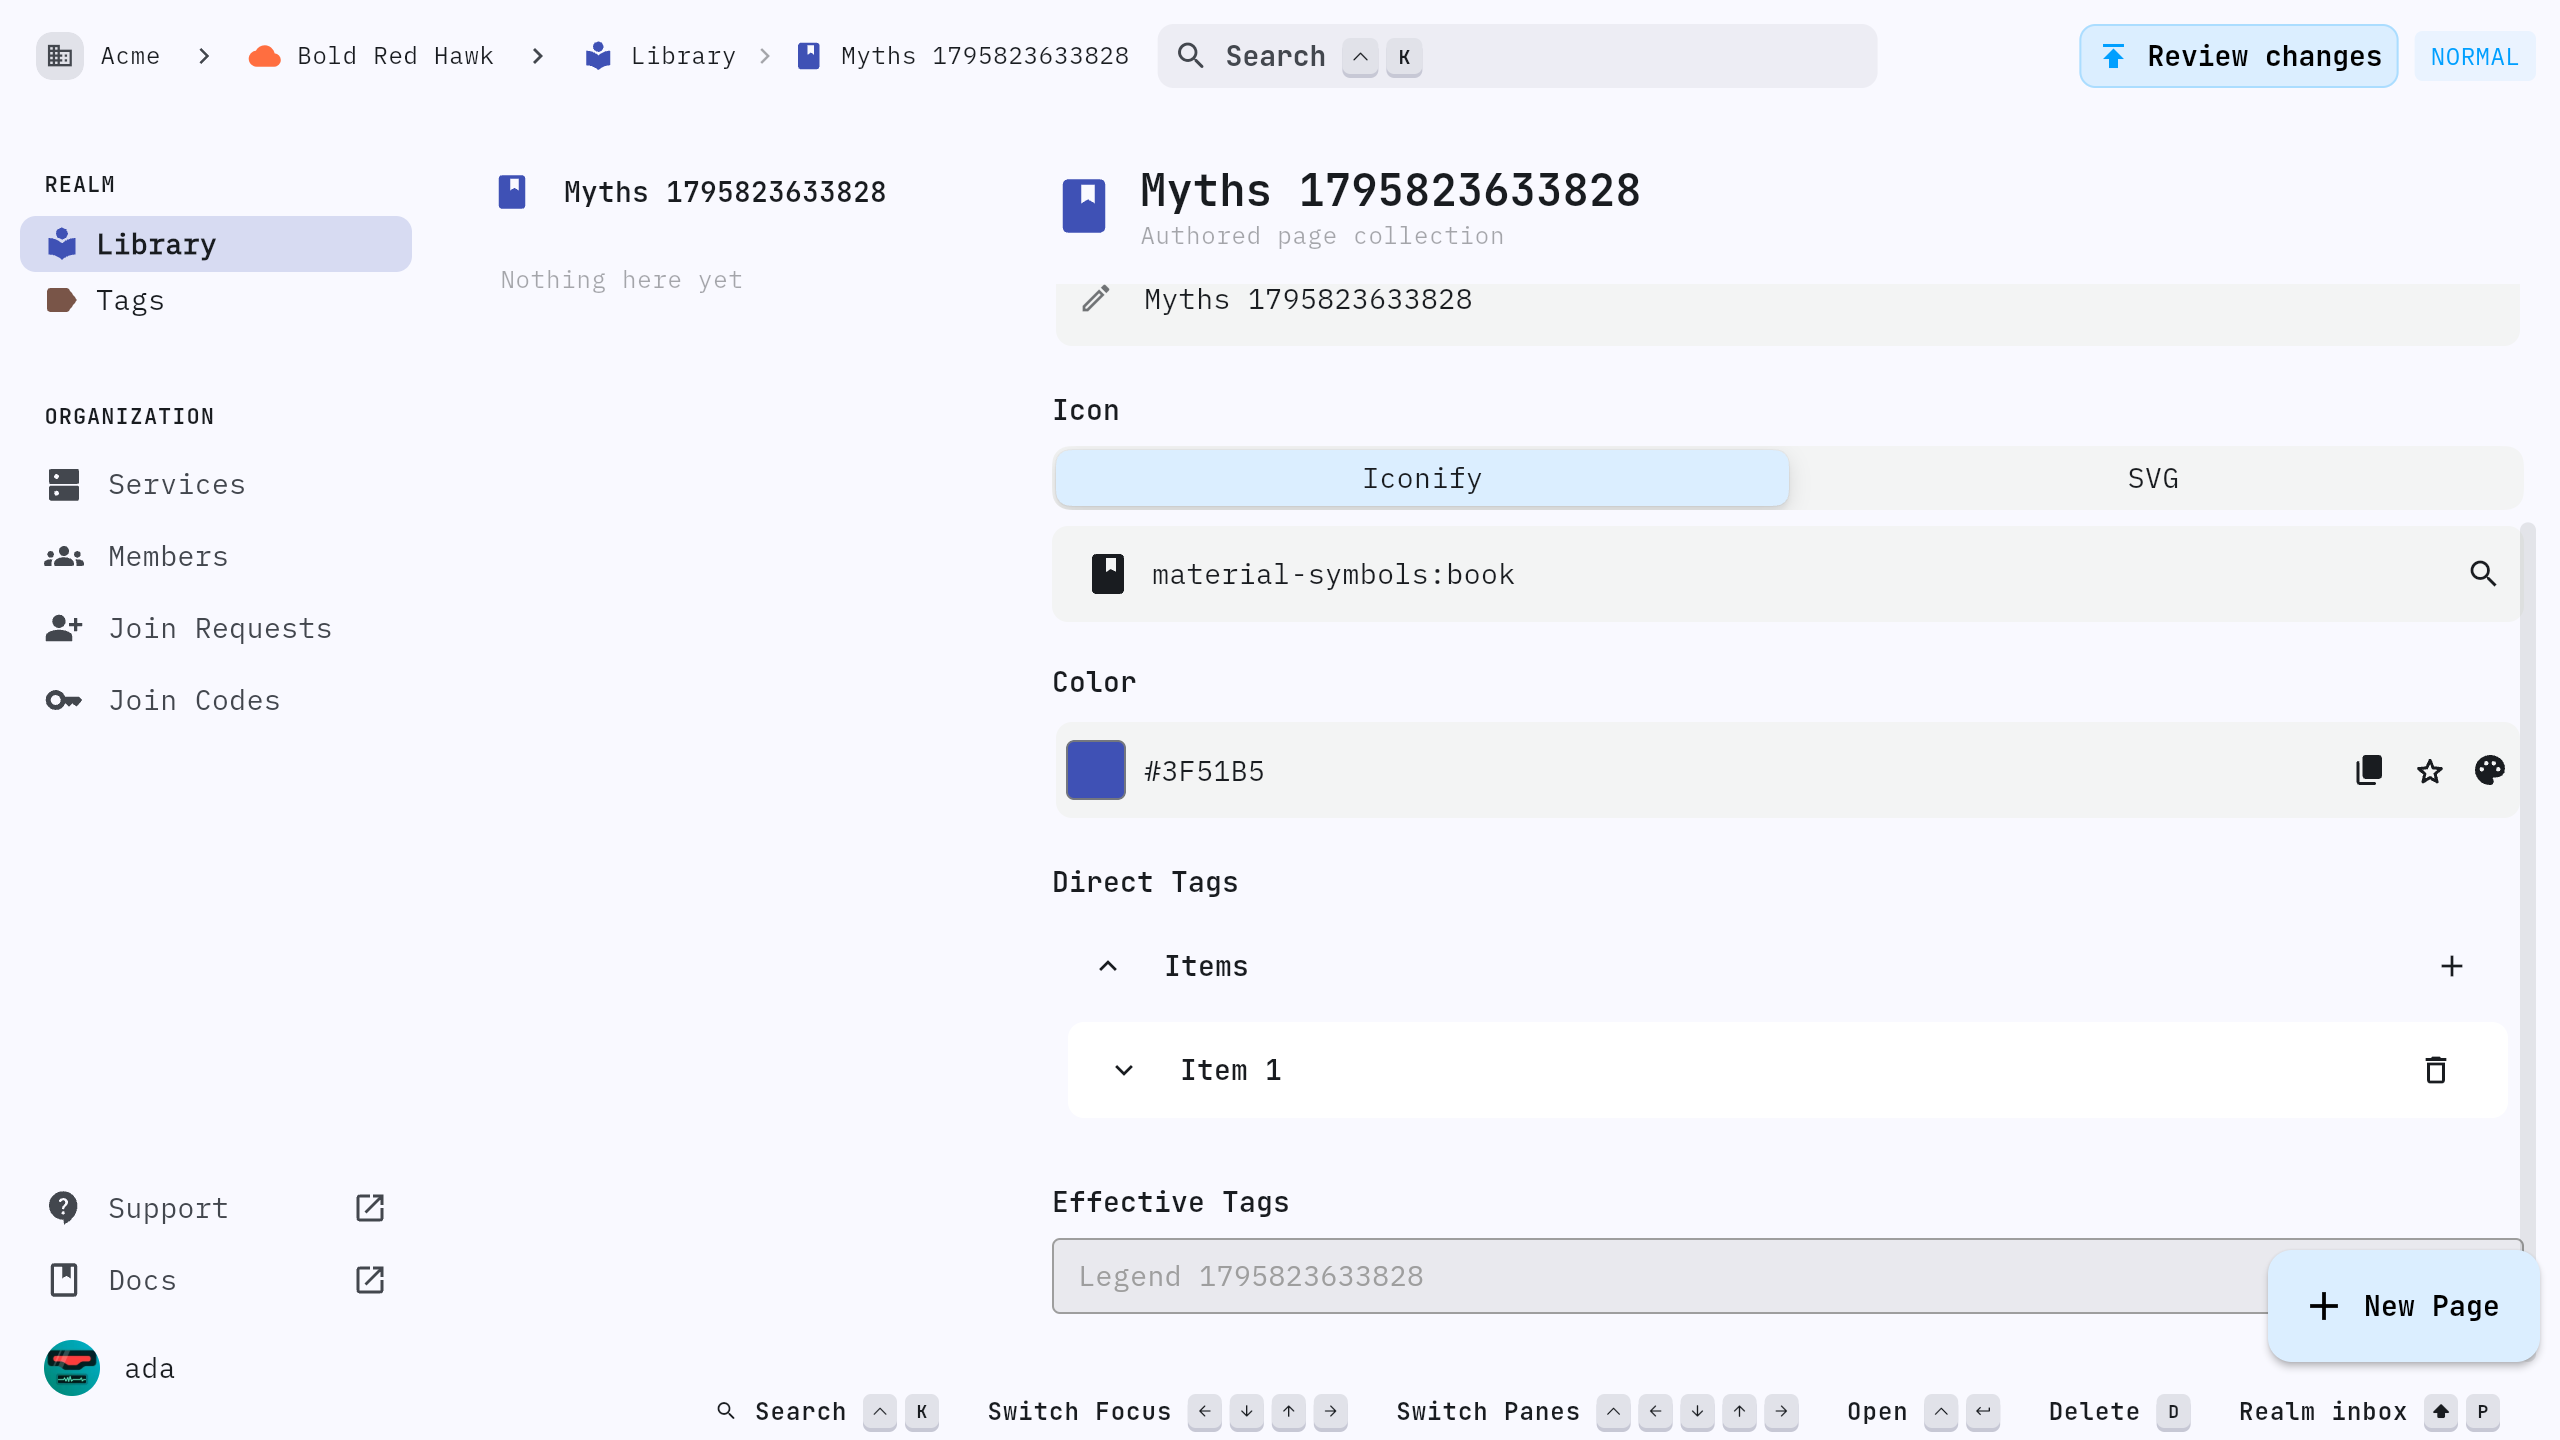 Acme
Bold Red Hawk
Library
Myths 1795823633828
Search ^ K
Review changes
NORMAL
REALM
Library
Tags
ORGANIZATION
Services
Members
Join Requests
Join Codes
Support
Docs
ada
Myths 1795823633828
Nothing here yet
Myths 1795823633828
Authored page collection
Myths 1795823633828
Icon
Iconify
SVG
material-symbols:book
Color
#3F51B5
Direct Tags
Items
Item 1
Effective Tags
Legend 1795823633828
New Page
Search ^ K
Switch Focus ← ↓ ↑ →
Switch Panes ^ ← ↓ ↑ →
Open ^ ↵
Delete D
Realm inbox P